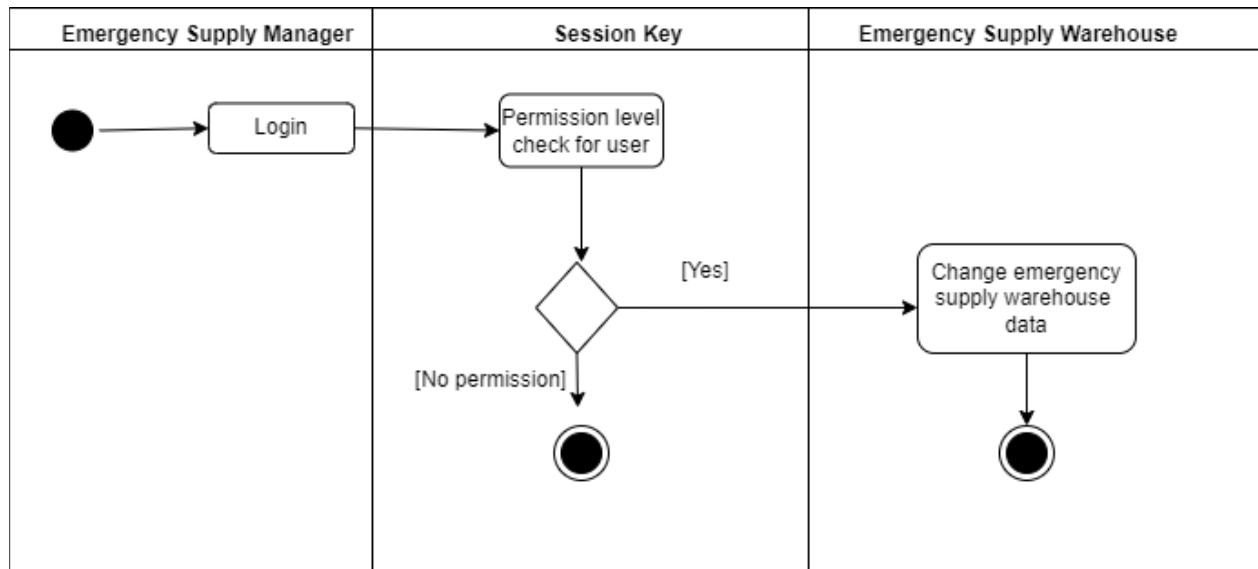 Emergency Supply Manager
Session Key
Emergency Supply Warehouse
Login
Permission level
check for user
[Yes]
Change emergency
supply warehouse
data
[No permission]